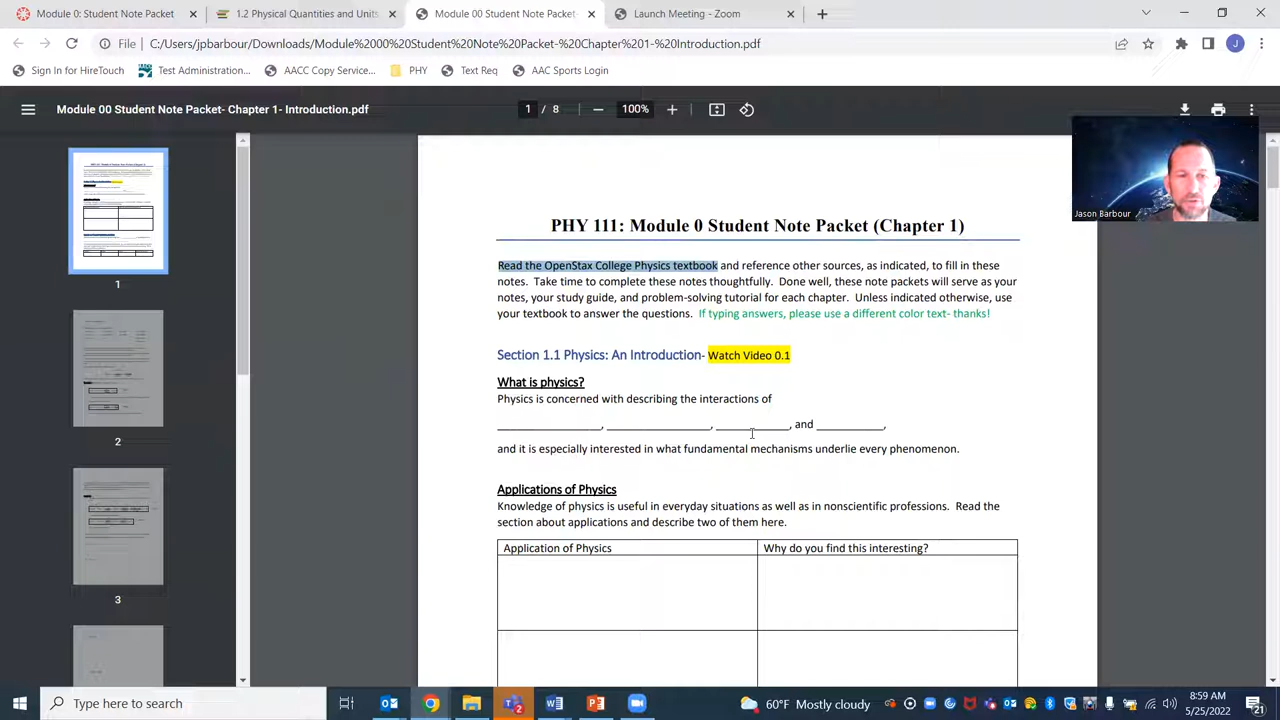 Module 0: Student Note Packet
1.2 Physical Quantities and Units
Module 00 Student Note Packet-
Launch Meeting - Zoom
File C:/Users/jpbarbour/Downloads/Module%2000%20Student%20Note%20Packet-%20Chapter%201-%20Introduction.pdf
J
Sign In for HireTouch
Test Administration...
AACC Copy Service...
PHY
Text Req
AAC Sports Login
Module 00 Student Note Packet- Chapter 1- Introduction.pdf
1 / 8
100%
Jason Barbour
1
2
3
PHY 111: Module 0 Student Note Packet (Chapter 1)
Read the OpenStax College Physics textbook and reference other sources, as indicated, to fill in these
notes. Take time to complete these notes thoughtfully. Done well, these note packets will serve as your
notes, your study guide, and problem-solving tutorial for each chapter. Unless indicated otherwise, use
your textbook to answer the questions. If typing answers, please use a different color text- thanks!
Section 1.1 Physics: An Introduction- Watch Video 0.1
What is physics?
Physics is concerned with describing the interactions of
_________________, _________________, ____________, and ___________,
and it is especially interested in what fundamental mechanisms underlie every phenomenon.
Applications of Physics
Knowledge of physics is useful in everyday situations as well as in nonscientific professions. Read the
section about applications and describe two of them here.
Application of Physics
Why do you find this interesting?
Type here to search
60°F Mostly cloudy
8:59 AM
5/25/2022
21